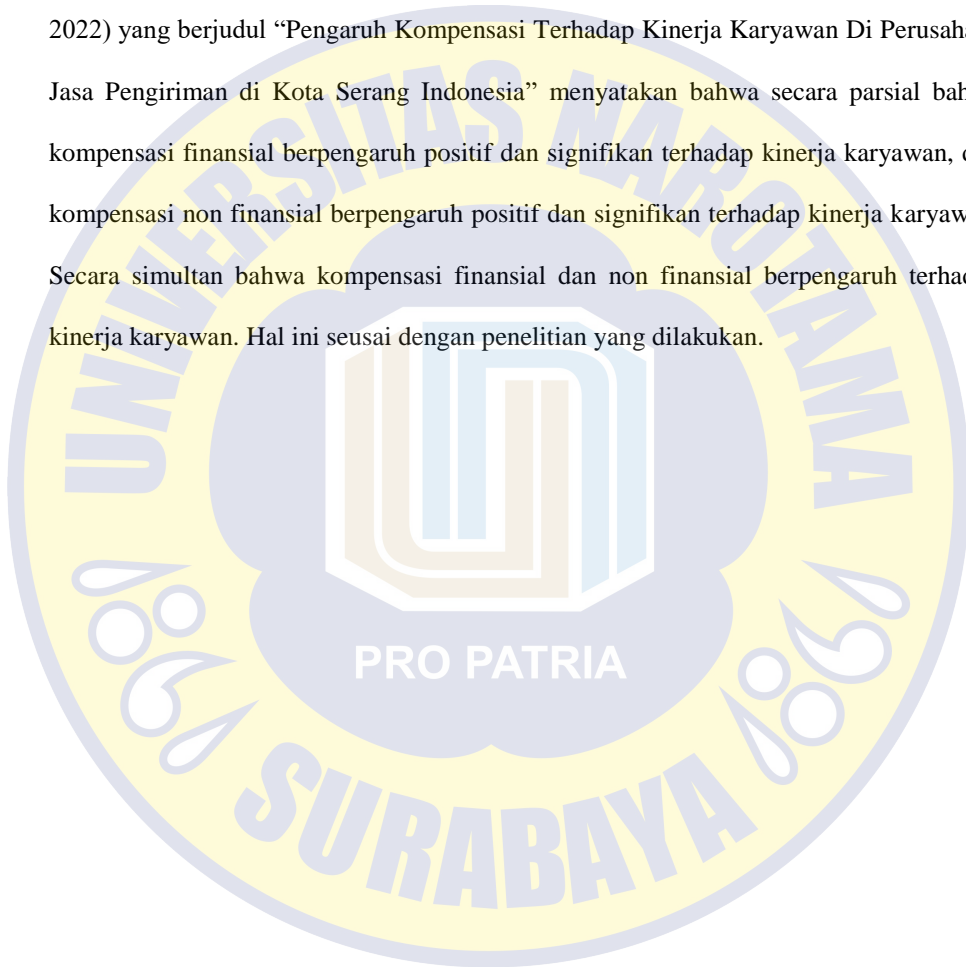 2022) yang berjudul “Pengaruh Kompensasi Terhadap Kinerja Karyawan Di Perusaha
Jasa Pengiriman di Kota Serang Indonesia” menyatakan bahwa secara parsial bah
kompensasi finansial berpengaruh positif dan signifikan terhadap kinerja karyawan, d
kompensasi non finansial berpengaruh positif dan signifikan terhadap kinerja karyaw
Secara simultan bahwa kompensasi finansial dan non finansial berpengaruh terhad
kinerja karyawan. Hal ini seusai dengan penelitian yang dilakukan.
UNIVERSITAS NAROTAMA
PRO PATRIA
1981
SURABAYA